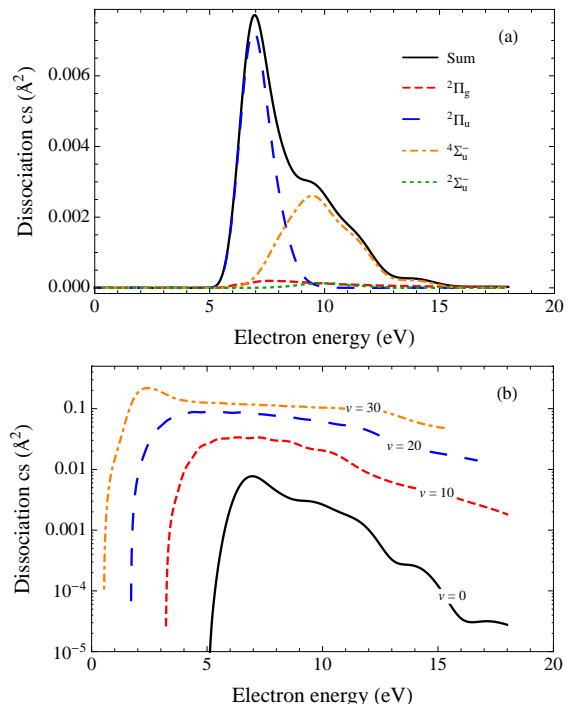 (a)
Sum
²Πg
²Πu
⁴Σu⁻
²Σu⁻
Dissociation cs (Å²)
0.006
0.004
0.002
0.000
0 5 10 15 20
Electron energy (eV)
(b)
v = 30
v = 20
v = 10
v = 0
Dissociation cs (Å²)
0.1
0.01
0.001
10⁻⁴
10⁻⁵
0 5 10 15 20
Electron energy (eV)